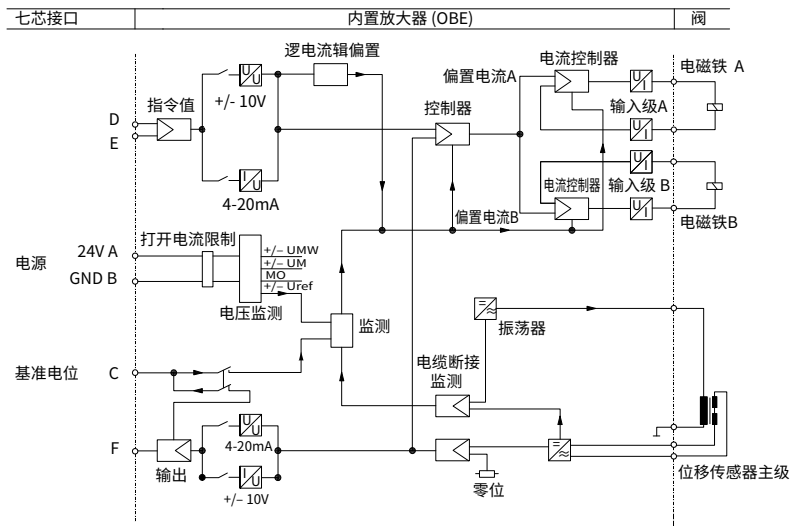 七芯接口
内置放大器 (OBE)
阀
逻电流辑偏置
电流控制器
偏置电流A
电磁铁 A
指令值
U
U
+/- 10V
控制器
U
I
输入级A
D
E
U
I
I
U
4-20mA
U
I
电流控制器
输入级 B
U
I
偏置电流B
电磁铁B
打开电流限制
电源
24V A
GND B
+/– UMW
+/– UM
MO
+/– Uref
电压监测
监测
振荡器
基准电位
C
电缆断接
监测
F
输出
U
U
4-20mA
I
U
+/– 10V
零位
位移传感器主级